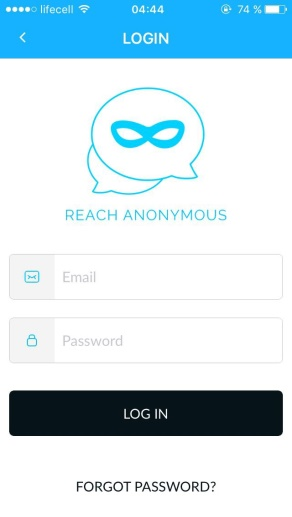 lifecell 04:44 74 %
LOGIN
REACH ANONYMOUS
Email
Password
LOG IN
FORGOT PASSWORD?